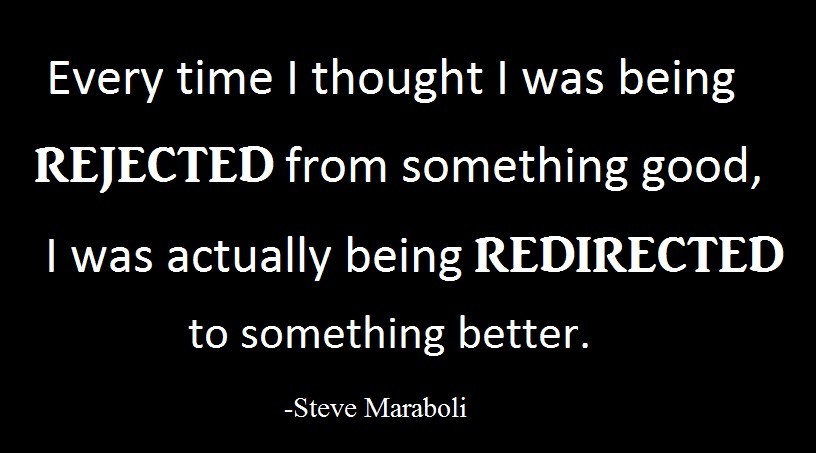 Every time I thought I was being
REJECTED from something good,
I was actually being REDIRECTED
to something better.
-Steve Maraboli